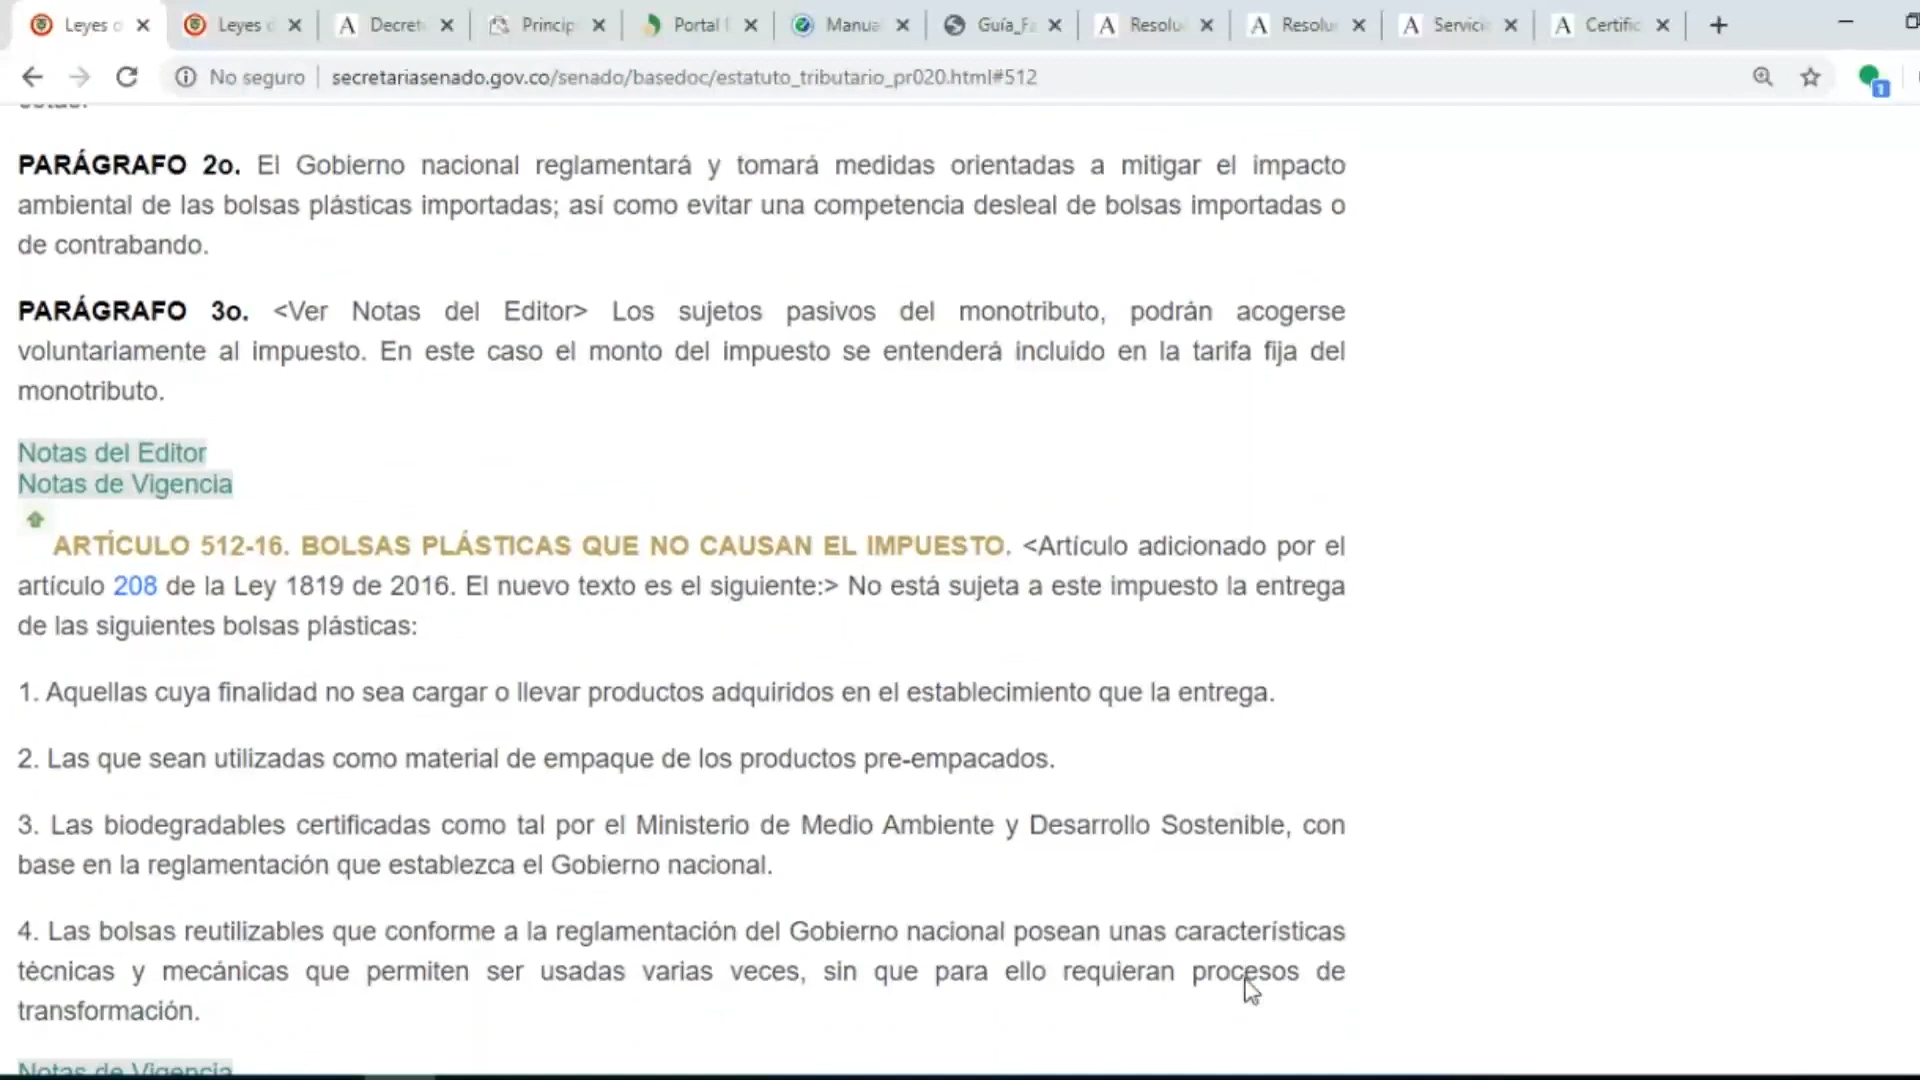 Leyes d
Leyes d
Decret
Princip
Portal
Manua
Guía_Fa
Resolu
Resolu
Servici
Certific
No seguro
secretariasenado.gov.co/senado/basedoc/estatuto_tributario_pr020.html#512
1
PARÁGRAFO 2o. El Gobierno nacional reglamentará y tomará medidas orientadas a mitigar el impacto
ambiental de las bolsas plásticas importadas; así como evitar una competencia desleal de bolsas importadas o
de contrabando.
PARÁGRAFO 3o. <Ver Notas del Editor> Los sujetos pasivos del monotributo, podrán acogerse
voluntariamente al impuesto. En este caso el monto del impuesto se entenderá incluido en la tarifa fija del
monotributo.
Notas del Editor
Notas de Vigencia
ARTÍCULO 512-16. BOLSAS PLÁSTICAS QUE NO CAUSAN EL IMPUESTO. <Artículo adicionado por el
artículo 208 de la Ley 1819 de 2016. El nuevo texto es el siguiente:> No está sujeta a este impuesto la entrega
de las siguientes bolsas plásticas:
1. Aquellas cuya finalidad no sea cargar o llevar productos adquiridos en el establecimiento que la entrega.
2. Las que sean utilizadas como material de empaque de los productos pre-empacados.
3. Las biodegradables certificadas como tal por el Ministerio de Medio Ambiente y Desarrollo Sostenible, con
base en la reglamentación que establezca el Gobierno nacional.
4. Las bolsas reutilizables que conforme a la reglamentación del Gobierno nacional posean unas características
técnicas y mecánicas que permiten ser usadas varias veces, sin que para ello requieran procesos de
transformación.
Notas de Vigencia